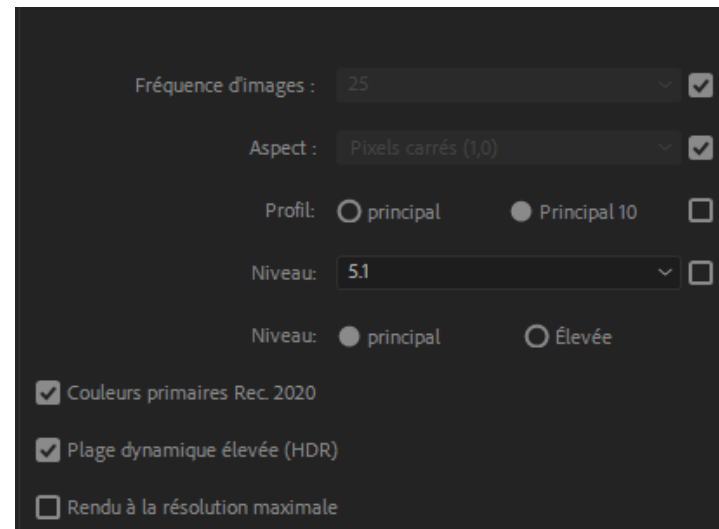 Fréquence d'images : 25
Aspect : Pixels carrés (1,0)
Profil: principal Principal 10
Niveau: 5.1
Niveau: principal Élevée
Couleurs primaires Rec. 2020
Plage dynamique élevée (HDR)
Rendu à la résolution maximale